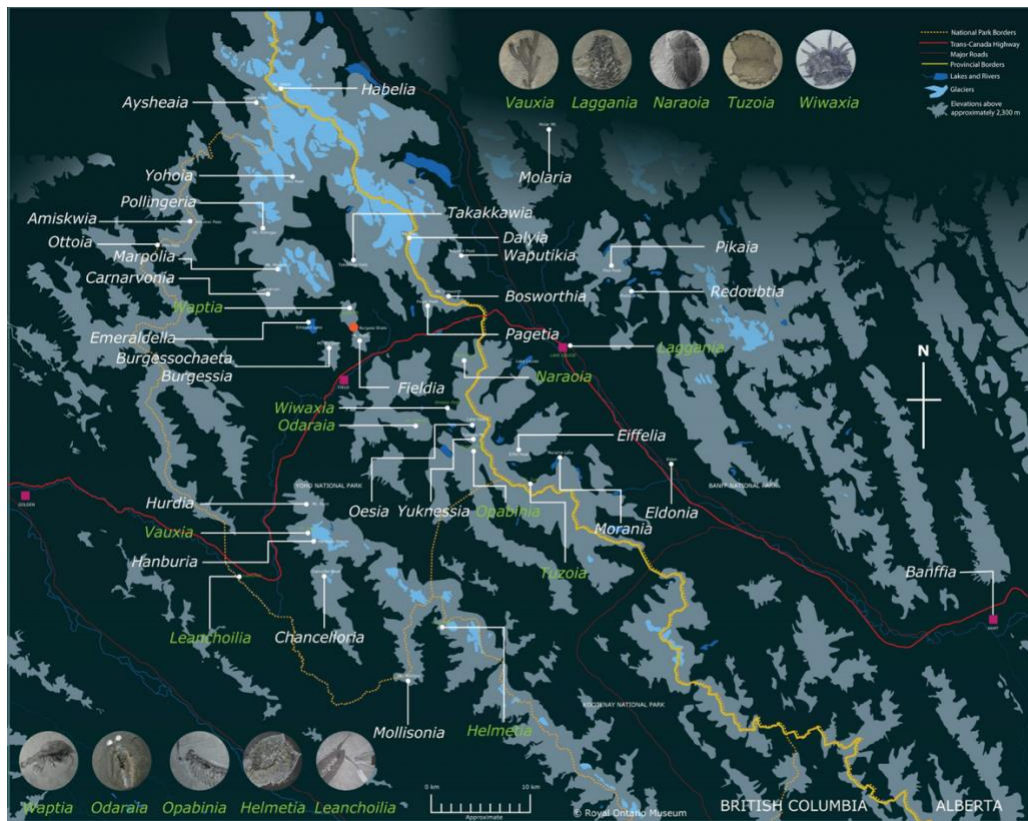 Vauxia
Laggania
Naraoia
Tuzoia
Wiwaxia
National Park Borders
Trans-Canada Highway
Major Roads
Provincial Borders
Lakes and Rivers
Glaciers
Elevations above
approximately 2,300 m
Habelia
Aysheaia
Molaria
Yohoia
Pollingeria
Takakkawia
Amiskwia
Dalyia
Pikaia
Ottoia
Waputikia
Marpolia
Carnarvonia
Bosworthia
Redoubtia
Waptia
Emeraldella
Pagetia
Laggania
Burgessochaeta
Burgessia
Fieldia
Naraoia
N
Wiwaxia
Odaraia
Eiffelia
YOHO NATIONAL PARK
BANFF NATIONAL PARK
Hurdia
Oesia
Yuknessia
Opabinia
Eldonia
GOLDEN
Morania
Vauxia
Hanburia
Tuzoia
Banffia
Leanchoilia
Chancelloria
KOOTENAY NATIONAL PARK
Mollisonia
Helmetia
0 km
10 km
Approximate
Waptia
Odaraia
Opabinia
Helmetia
Leanchoilia
© Royal Ontario Museum
BRITISH COLUMBIA
ALBERTA